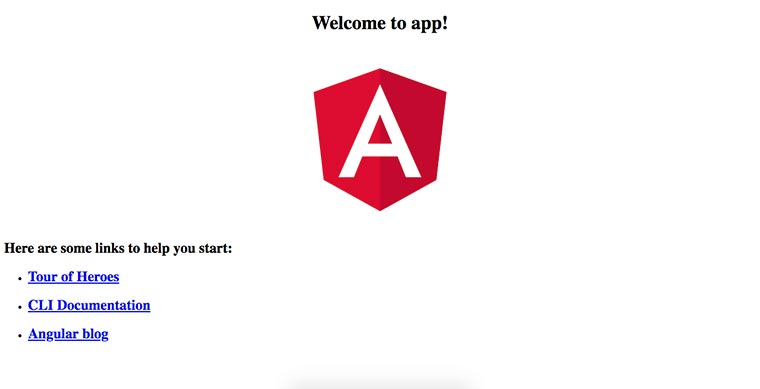 Welcome to app!
A
Here are some links to help you start:
Tour of Heroes
CLI Documentation
Angular blog